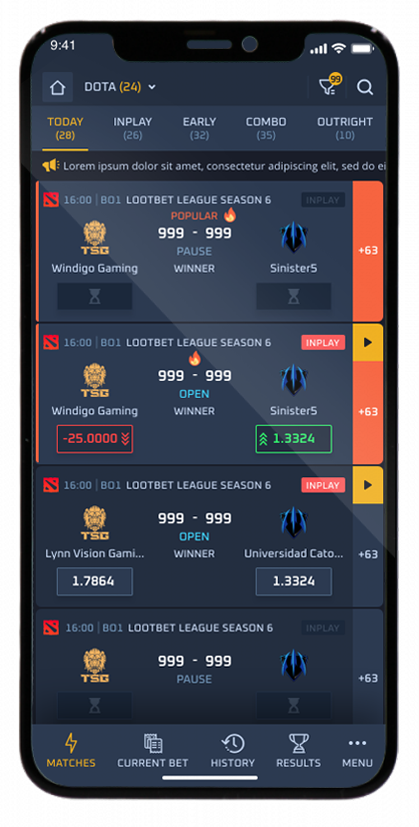 9:41
DOTA (24)
99
TODAY
(28)
INPLAY
(26)
EARLY
(32)
COMBO
(35)
OUTRIGHT
(10)
Lorem ipsum dolor sit amet, consectetur adipiscing elit, sed do ei
16:00 | BO1 LOOTBET LEAGUE SEASON 6 INPLAY
POPULAR
TSG
999 - 999
PAUSE
Windigo Gaming WINNER Sinister5
+63
16:00 | BO1 LOOTBET LEAGUE SEASON 6 INPLAY
TSG
999 - 999
OPEN
Windigo Gaming WINNER Sinister5
+63
-25.0000 1.3324
16:00 | BO1 LOOTBET LEAGUE SEASON 6 INPLAY
TSG
999 - 999
OPEN
Lynn Vision Gami... WINNER Universidad Cato...
+63
1.7864 1.3324
16:00 | BO1 LOOTBET LEAGUE SEASON 6 INPLAY
TSG
999 - 999
PAUSE
+63
MATCHES CURRENT BET HISTORY RESULTS MENU